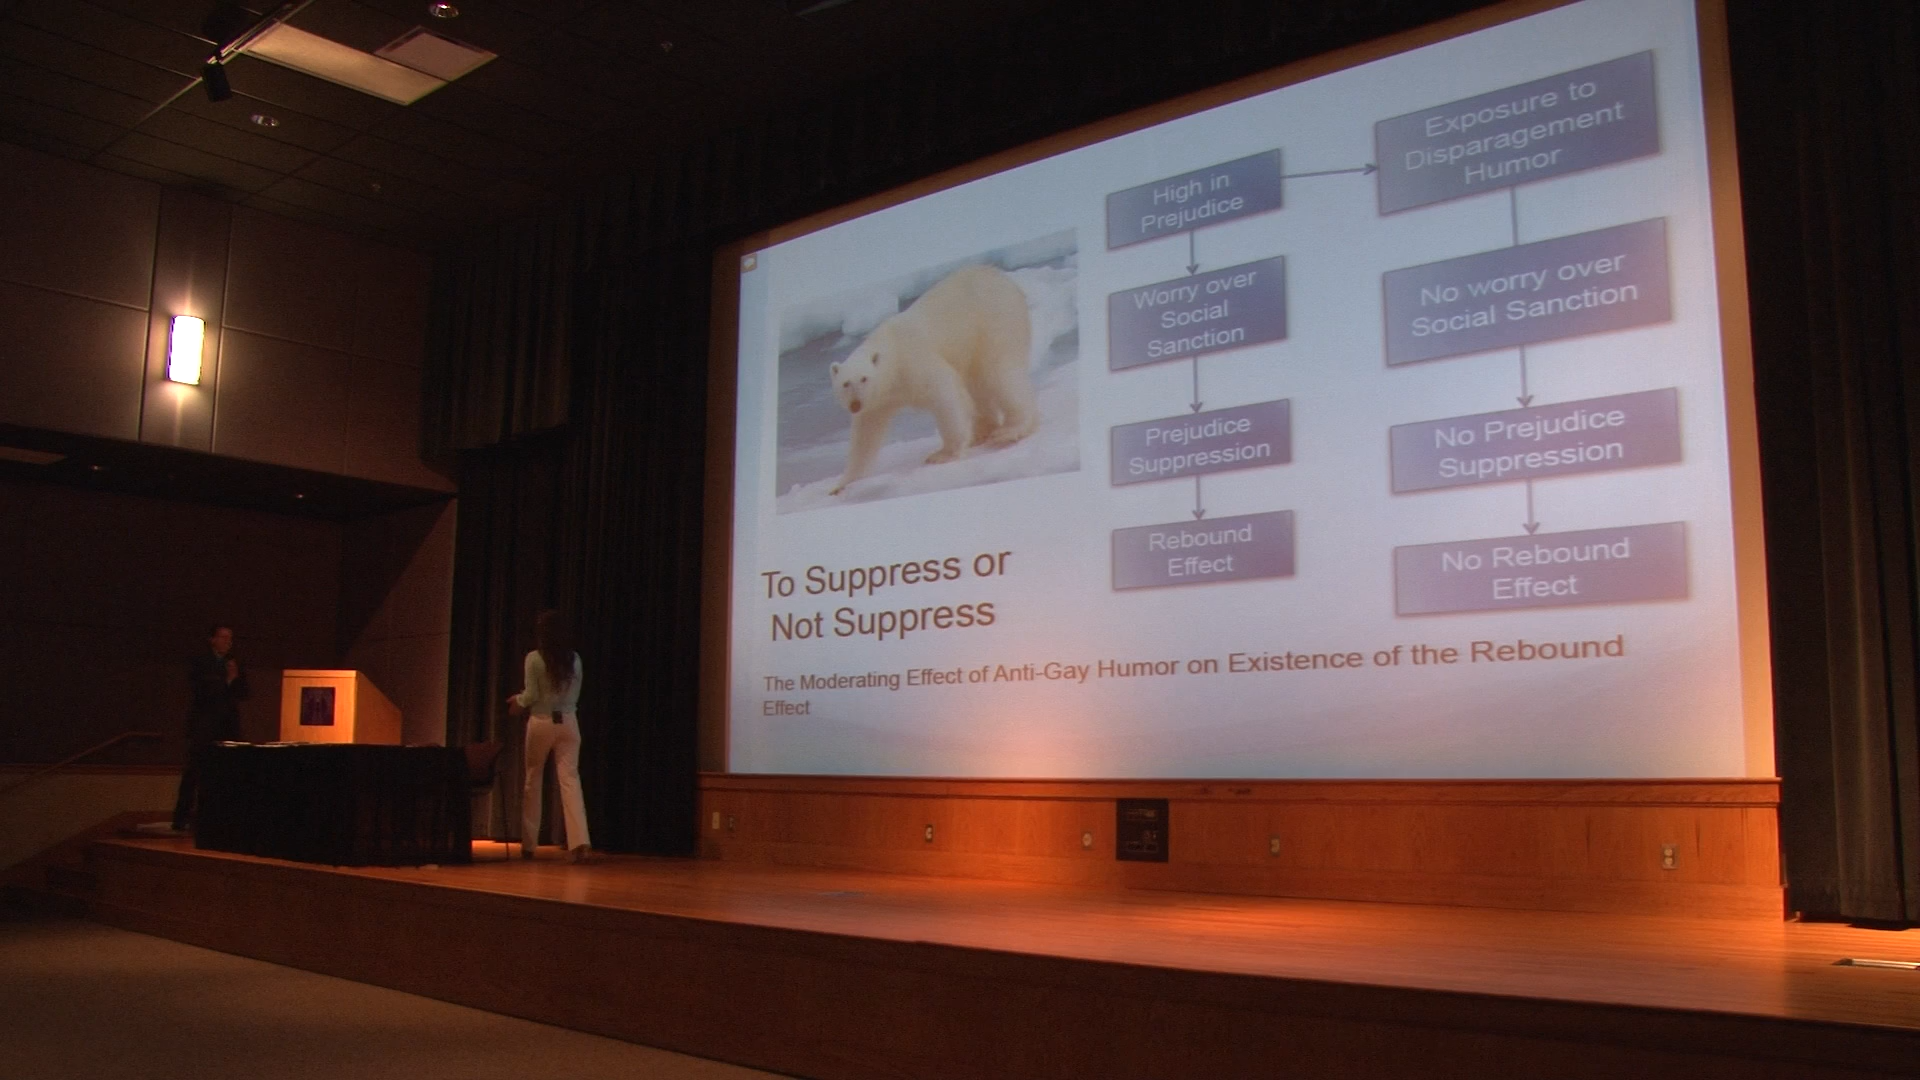 High in
Prejudice
Worry over
Social
Sanction
Prejudice
Suppression
Rebound
Effect
Exposure to
Disparagement
Humor
No worry over
Social Sanction
No Prejudice
Suppression
No Rebound
Effect
To Suppress or
Not Suppress
The Moderating Effect of Anti-Gay Humor on Existence of the Rebound
Effect